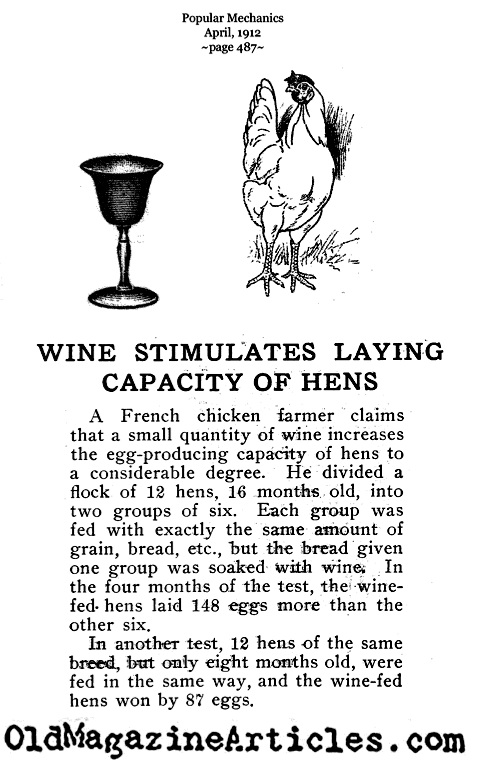 Popular Mechanics
April, 1912
~page 487~
WINE STIMULATES LAYING
CAPACITY OF HENS
A French chicken farmer claims
that a small quantity of wine increases
the egg-producing capacity of hens to
a considerable degree. He divided a
flock of 12 hens, 16 months old, into
two groups of six. Each group was
fed with exactly the same amount of
grain, bread, etc., but the bread given
one group was soaked with wine. In
the four months of the test, the wine-
fed hens laid 148 eggs more than the
other six.
In another test, 12 hens of the same
breed, but only eight months old, were
fed in the same way, and the wine-fed
hens won by 87 eggs.
OldMagazineArticles.com